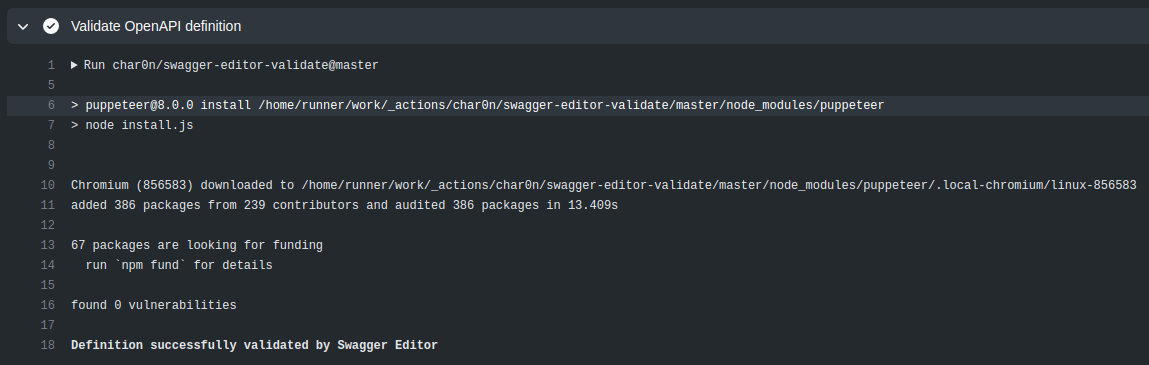 Validate OpenAPI definition
1 Run char0n/swagger-editor-validate@master
5
6 > puppeteer@8.0.0 install /home/runner/work/_actions/char0n/swagger-editor-validate/master/node_modules/puppeteer
7 > node install.js
8
9
10 Chromium (856583) downloaded to /home/runner/work/_actions/char0n/swagger-editor-validate/master/node_modules/puppeteer/.local-chromium/linux-856583
11 added 386 packages from 239 contributors and audited 386 packages in 13.409s
12
13 67 packages are looking for funding
14   run `npm fund` for details
15
16 found 0 vulnerabilities
17
18 Definition successfully validated by Swagger Editor